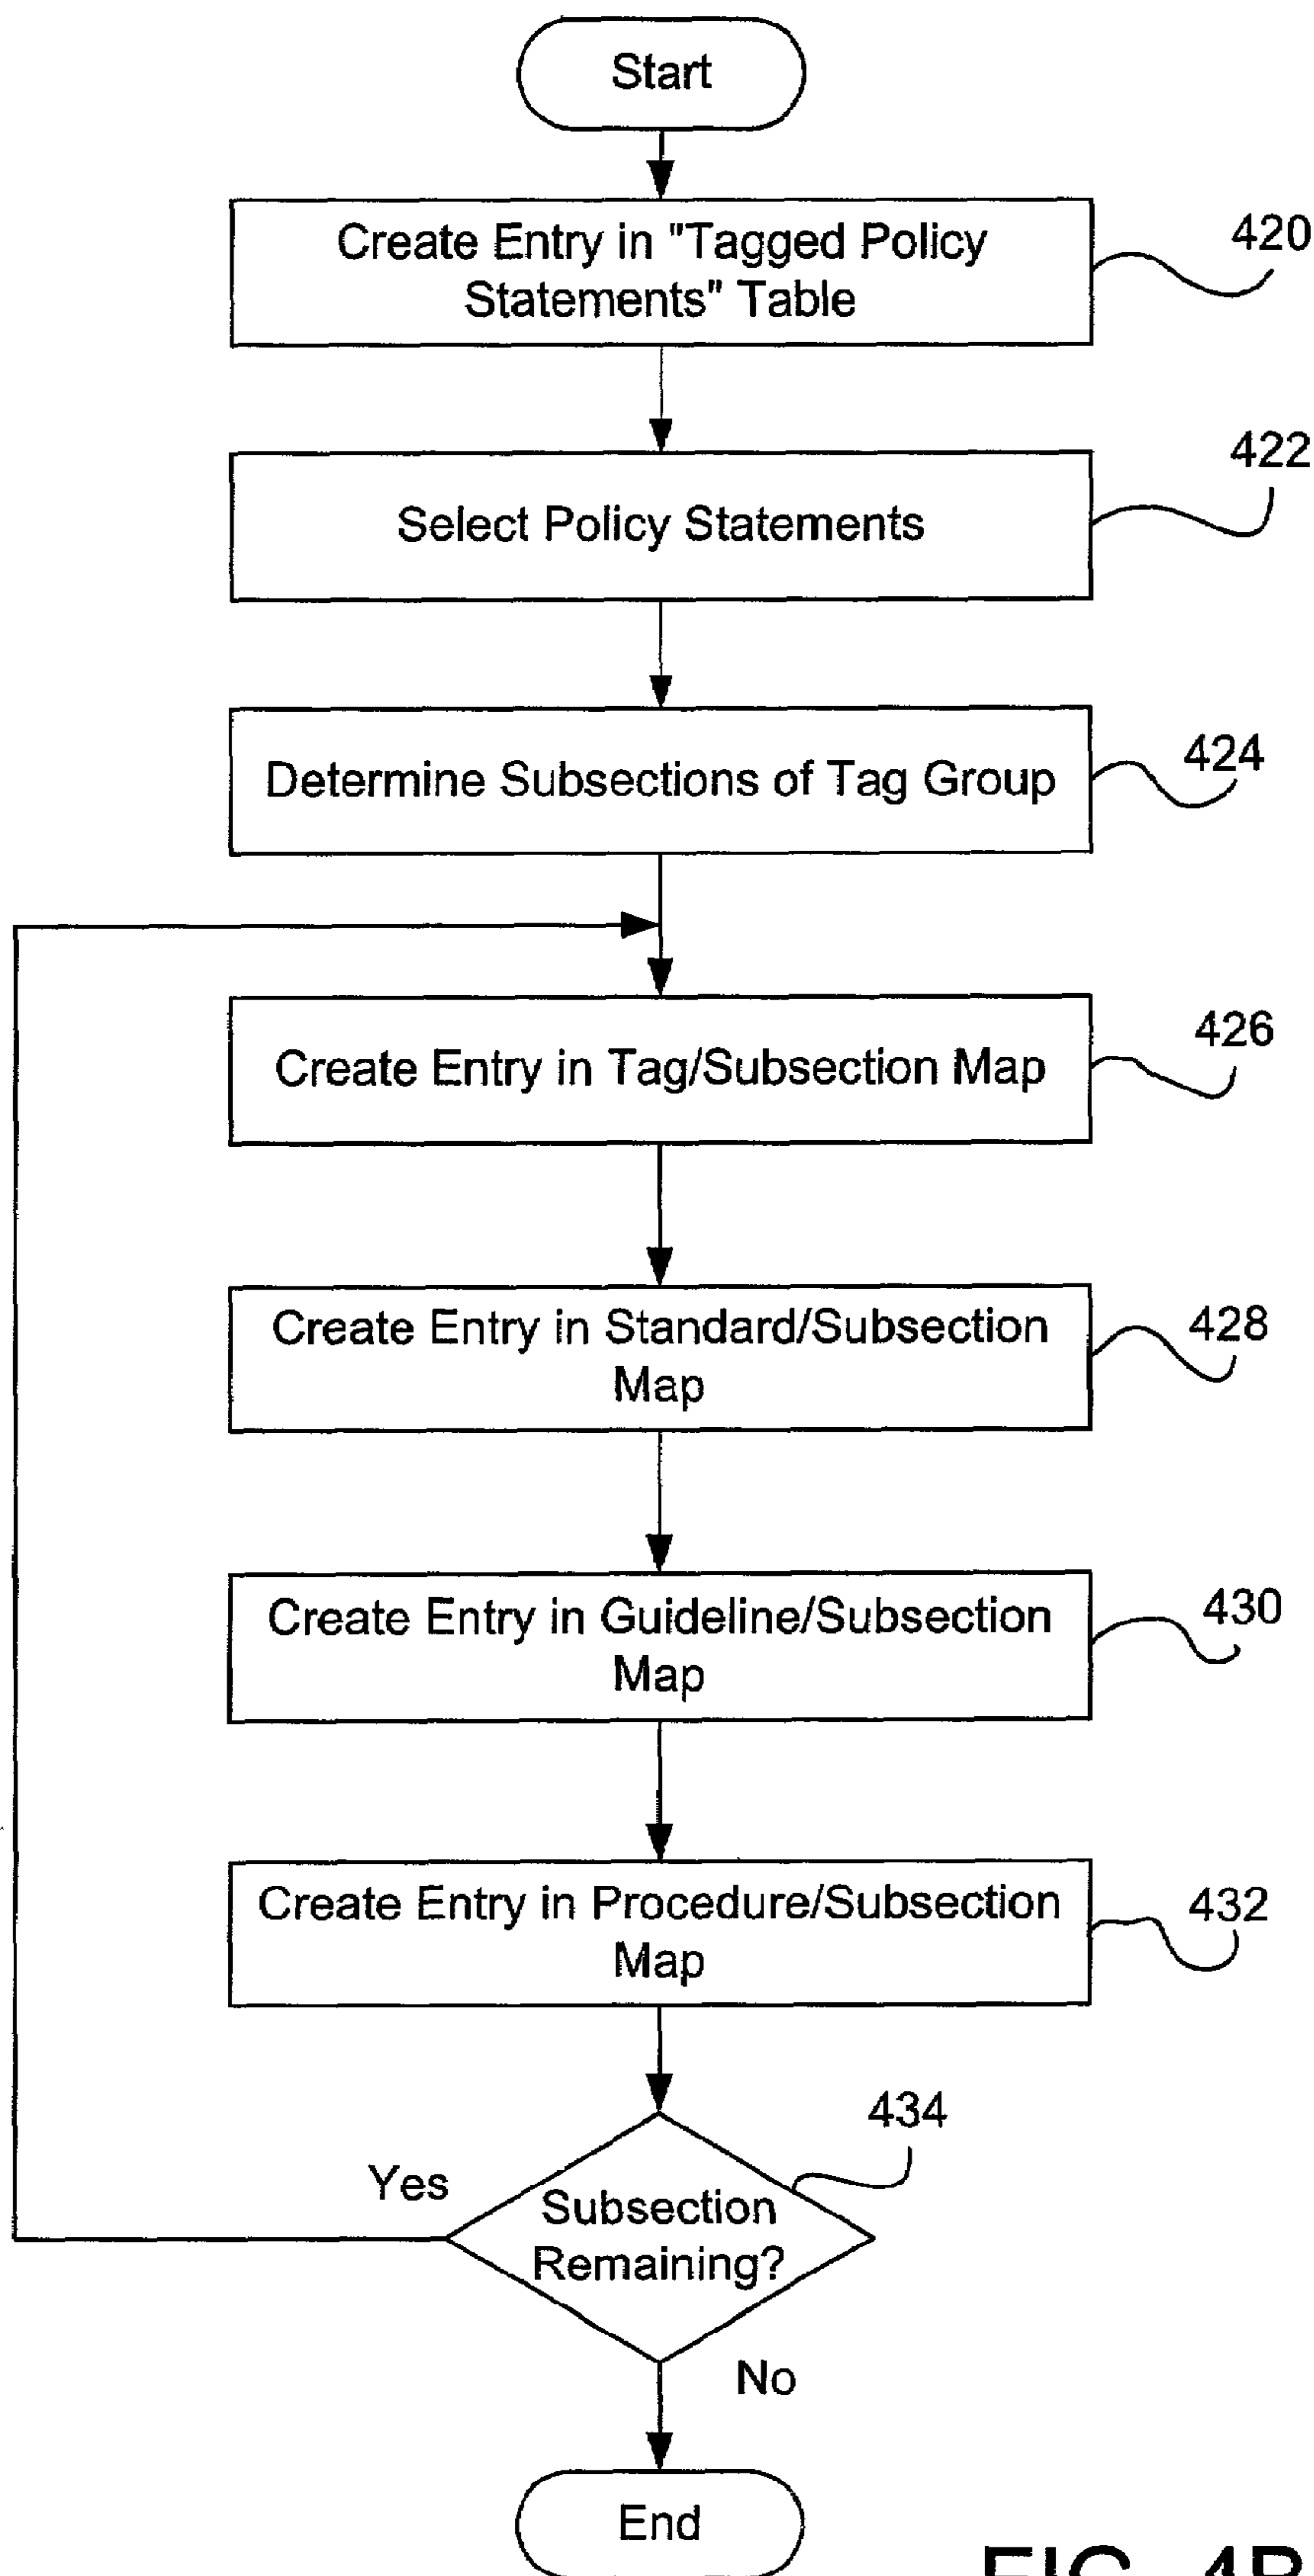 Start
Create Entry in "Tagged Policy
Statements" Table
420
Select Policy Statements
422
Determine Subsections of Tag Group
424
Create Entry in Tag/Subsection Map
426
Create Entry in Standard/Subsection
Map
428
Create Entry in Guideline/Subsection
Map
430
Create Entry in Procedure/Subsection
Map
432
434
Yes
Subsection
Remaining?
No
End
FIG. 4B